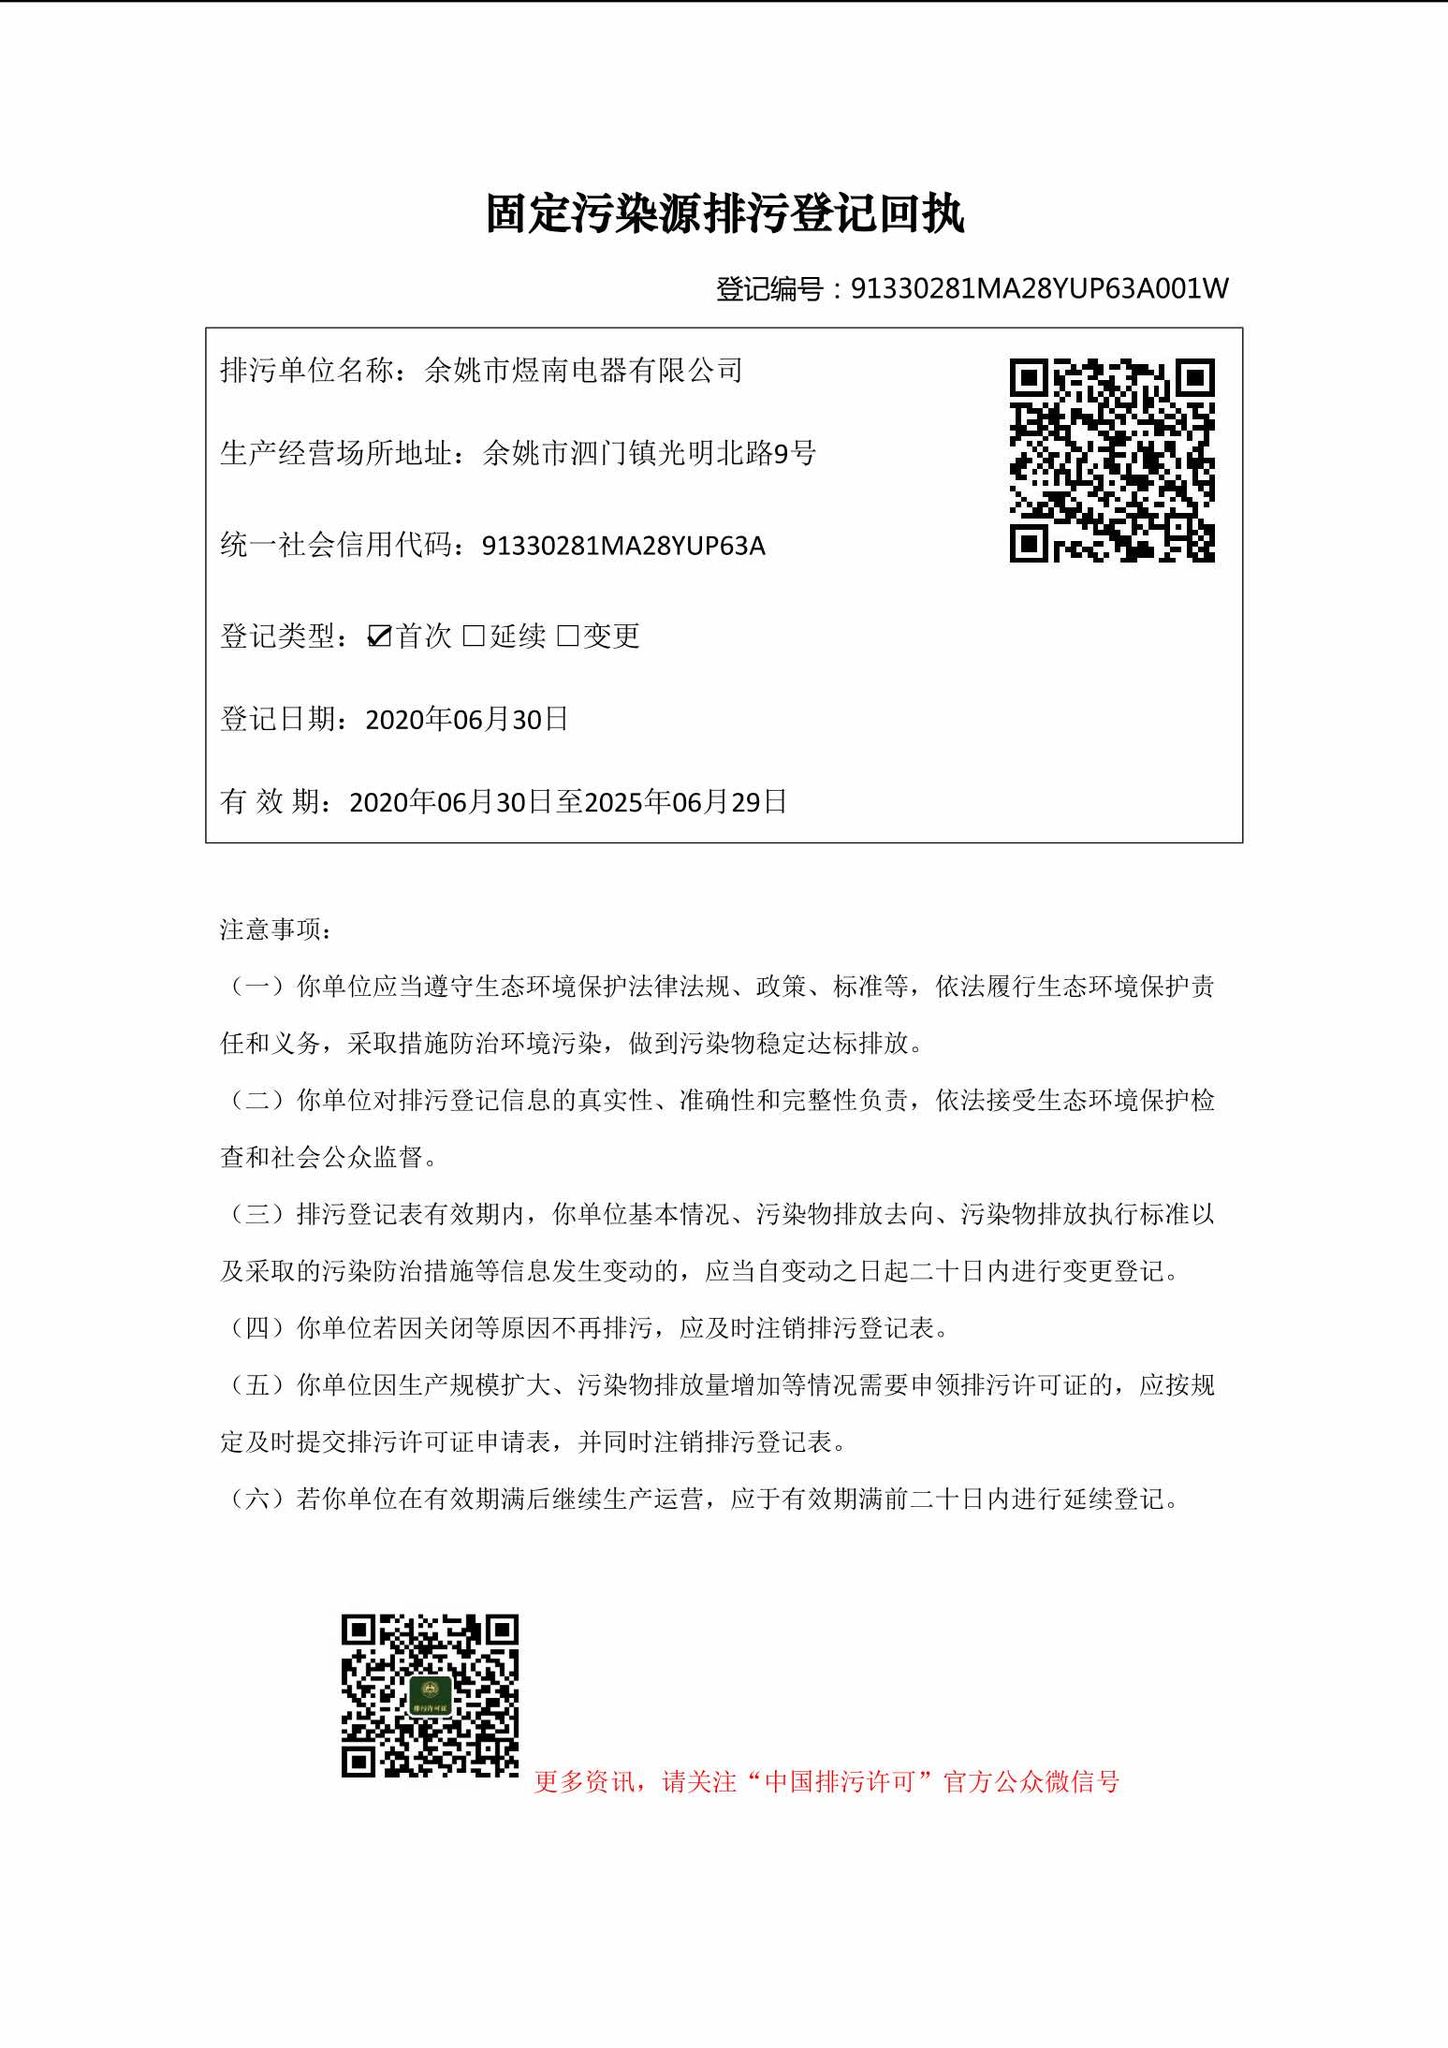 固定污染源排污登记回执
登记编号：91330281MA28YUP63A001W
排污单位名称：余姚市煜南电器有限公司
生产经营场所地址：余姚市泗门镇光明北路9号
统一社会信用代码：91330281MA28YUP63A
登记类型：☑首次 □延续 □变更
登记日期：2020年06月30日
有 效 期：2020年06月30日至2025年06月29日
注意事项：
（一）你单位应当遵守生态环境保护法律法规、政策、标准等，依法履行生态环境保护责
任和义务，采取措施防治环境污染，做到污染物稳定达标排放。
（二）你单位对排污登记信息的真实性、准确性和完整性负责，依法接受生态环境保护检
查和社会公众监督。
（三）排污登记表有效期内，你单位基本情况、污染物排放去向、污染物排放执行标准以
及采取的污染防治措施等信息发生变动的，应当自变动之日起二十日内进行变更登记。
（四）你单位若因关闭等原因不再排污，应及时注销排污登记表。
（五）你单位因生产规模扩大、污染物排放量增加等情况需要申领排污许可证的，应按规
定及时提交排污许可证申请表，并同时注销排污登记表。
（六）若你单位在有效期满后继续生产运营，应于有效期满前二十日内进行延续登记。
排污许可证
更多资讯，请关注“中国排污许可”官方公众微信号